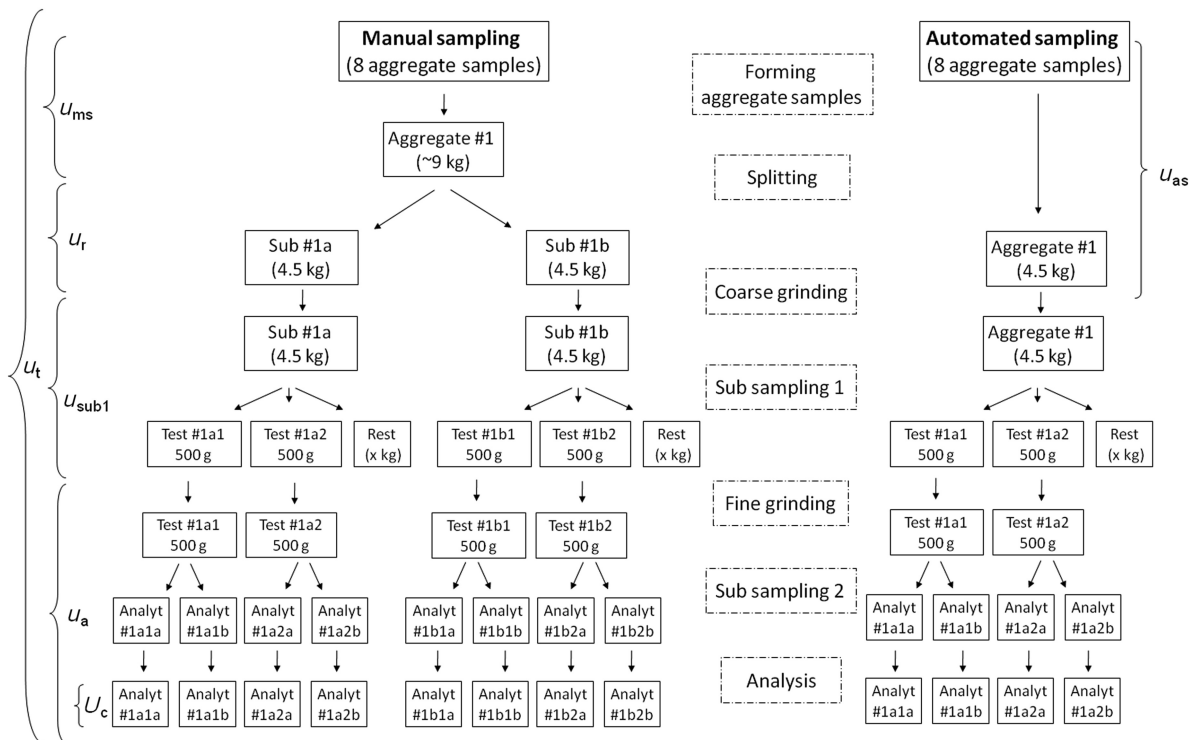 Manual sampling
(8 aggregate samples)
Automated sampling
(8 aggregate samples)
Forming
aggregate samples
u_ms
Aggregate #1
(~9 kg)
Splitting
u_as
u_r
Sub #1a
(4.5 kg)
Sub #1b
(4.5 kg)
Aggregate #1
(4.5 kg)
Coarse grinding
Sub #1a
(4.5 kg)
Sub #1b
(4.5 kg)
Aggregate #1
(4.5 kg)
u_t
u_sub1
Sub sampling 1
Test #1a1
500 g
Test #1a2
500 g
Rest
(x kg)
Test #1b1
500 g
Test #1b2
500 g
Rest
(x kg)
Test #1a1
500 g
Test #1a2
500 g
Rest
(x kg)
Fine grinding
Test #1a1
500 g
Test #1a2
500 g
Test #1b1
500 g
Test #1b2
500 g
Test #1a1
500 g
Test #1a2
500 g
Sub sampling 2
u_a
Analyt
#1a1a
Analyt
#1a1b
Analyt
#1a2a
Analyt
#1a2b
Analyt
#1b1a
Analyt
#1b1b
Analyt
#1b2a
Analyt
#1b2b
Analyt
#1a1a
Analyt
#1a1b
Analyt
#1a2a
Analyt
#1a2b
Analysis
U_c
Analyt
#1a1a
Analyt
#1a1b
Analyt
#1a2a
Analyt
#1a2b
Analyt
#1b1a
Analyt
#1b1b
Analyt
#1b2a
Analyt
#1b2b
Analyt
#1a1a
Analyt
#1a1b
Analyt
#1a2a
Analyt
#1a2b